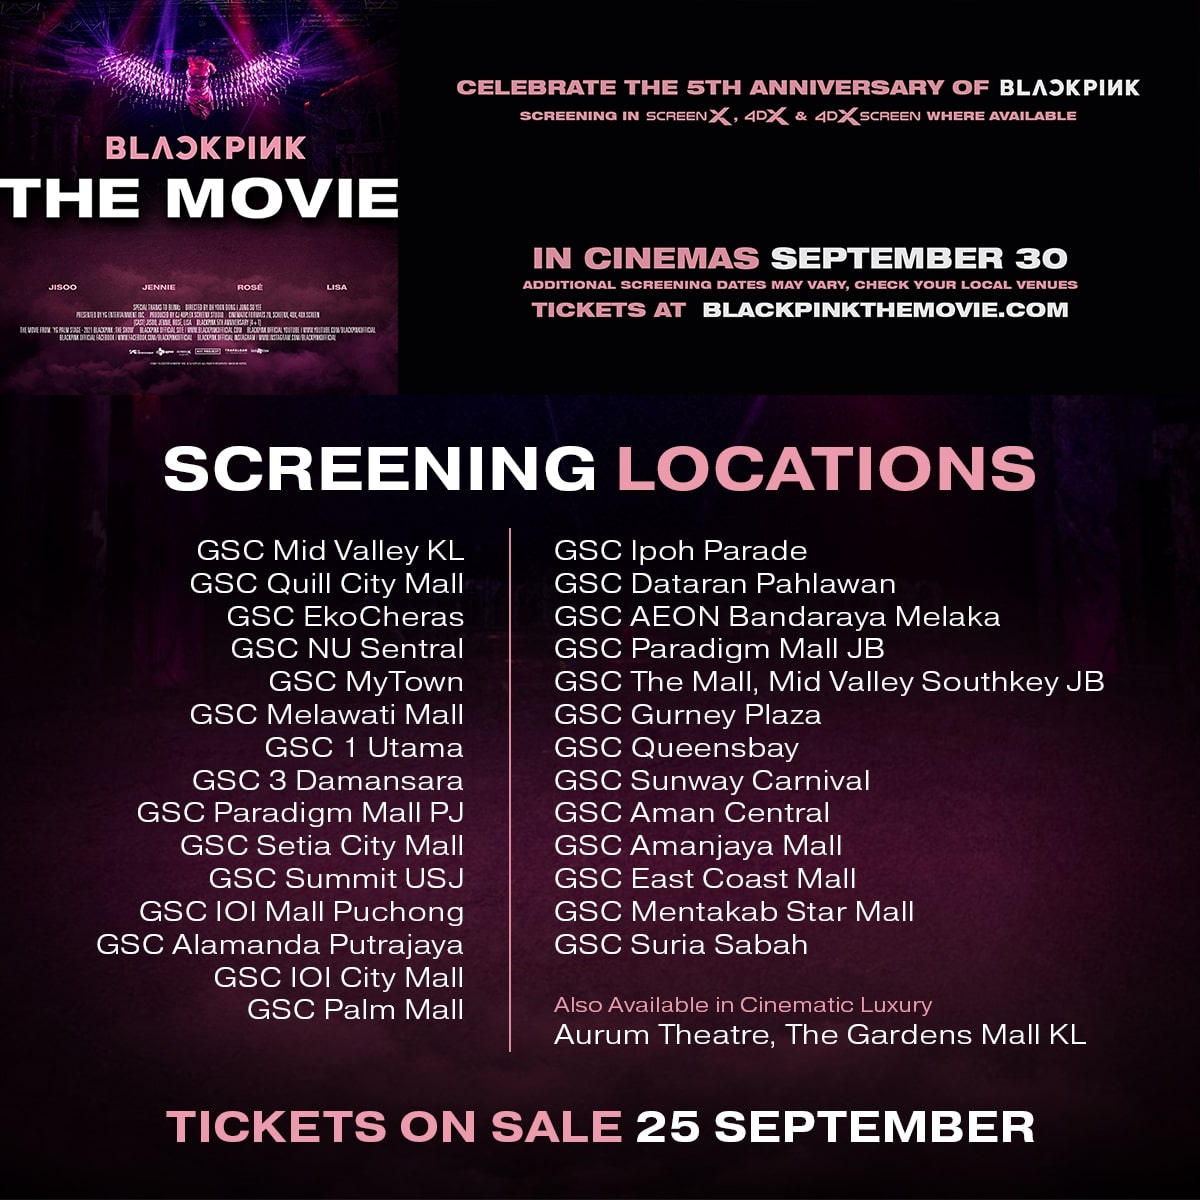 BLACKPINK
THE MOVIE
JISOO JENNIE ROSÉ LISA
CELEBRATE THE 5TH ANNIVERSARY OF BLACKPINK
SCREENING IN SCREENX, 4DX & 4DXSCREEN WHERE AVAILABLE
IN CINEMAS SEPTEMBER 30
ADDITIONAL SCREENING DATES MAY VARY, CHECK YOUR LOCAL VENUES
TICKETS AT BLACKPINKTHEMOVIE.COM
SCREENING LOCATIONS
GSC Mid Valley KL
GSC Quill City Mall
GSC EkoCheras
GSC NU Sentral
GSC MyTown
GSC Melawati Mall
GSC 1 Utama
GSC 3 Damansara
GSC Paradigm Mall PJ
GSC Setia City Mall
GSC Summit USJ
GSC IOI Mall Puchong
GSC Alamanda Putrajaya
GSC IOI City Mall
GSC Palm Mall
GSC Ipoh Parade
GSC Dataran Pahlawan
GSC AEON Bandaraya Melaka
GSC Paradigm Mall JB
GSC The Mall, Mid Valley Southkey JB
GSC Gurney Plaza
GSC Queensbay
GSC Sunway Carnival
GSC Aman Central
GSC Amanjaya Mall
GSC East Coast Mall
GSC Mentakab Star Mall
GSC Suria Sabah
Also Available in Cinematic Luxury
Aurum Theatre, The Gardens Mall KL
TICKETS ON SALE 25 SEPTEMBER